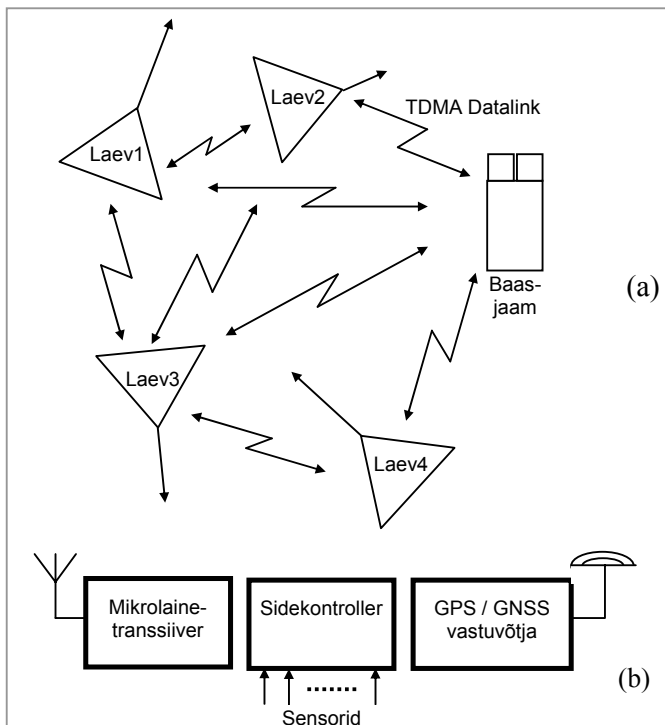 Laev1
Laev2
TDMA Datalink
Baas-
jaam
(a)
Laev3
Laev4
Mikrolaine-
transsiiver
Sidekontroller
GPS / GNSS
vastuvõtja
Sensorid
(b)